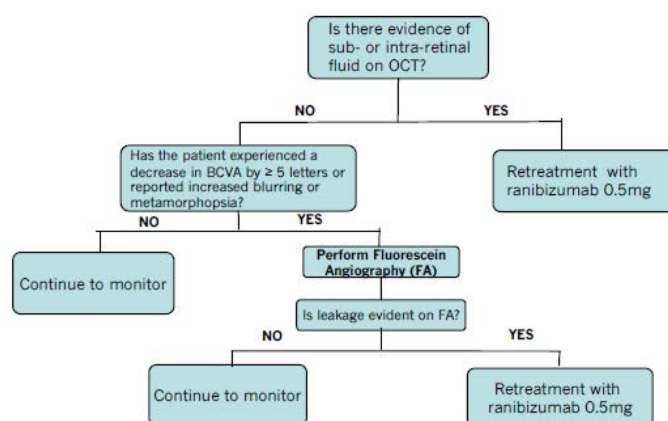 Is there evidence of
sub- or intra-retinal
fluid on OCT?
NO
YES
Has the patient experienced a
decrease in BCVA by ≥ 5 letters or
reported increased blurring or
metamorphopsia?
Retreatment with
ranibizumab 0.5mg
NO
YES
Continue to monitor
Perform Fluorescein
Angiography (FA)
Is leakage evident on FA?
NO
YES
Continue to monitor
Retreatment with
ranibizumab 0.5mg